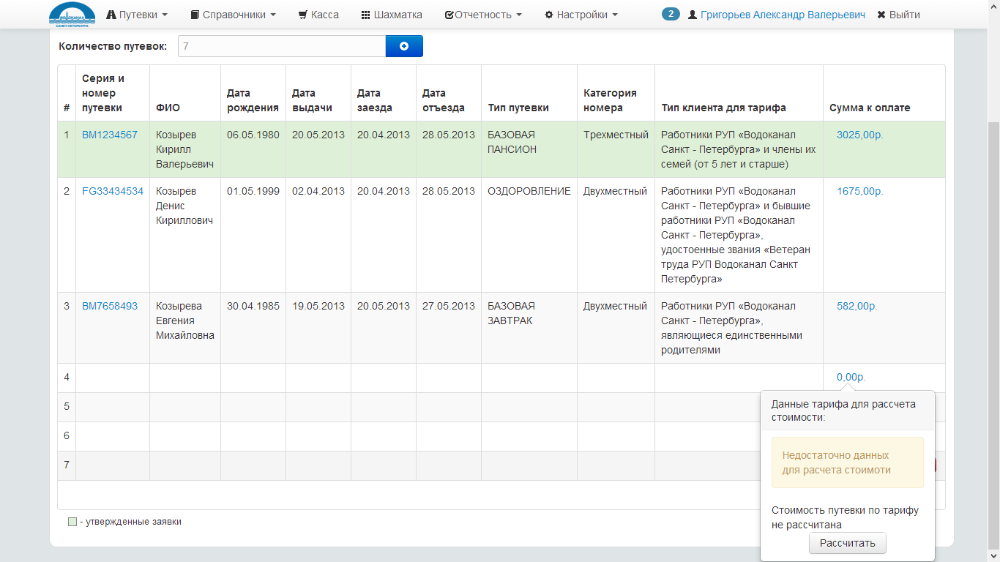 ВОДОКАНАЛ
САНКТ-ПЕТЕРБУРГА
Путевки Справочники Касса Шахматка Отчетность Настройки 2 Григорьев Александр Валерьевич Выйти
Количество путевок: 7
# Серия и номер путевки ФИО Дата рождения Дата выдачи Дата заезда Дата отъезда Тип путевки Категория номера Тип клиента для тарифа Сумма к оплате
1 BM1234567 Козырев Кирилл Валерьевич 06.05.1980 20.05.2013 20.04.2013 28.05.2013 БАЗОВАЯ ПАНСИОН Трехместный Работники РУП «Водоканал Санкт - Петербурга» и члены их семей (от 5 лет и старше) 3025,00р.
2 FG33434534 Козырев Денис Кириллович 01.05.1999 02.04.2013 20.04.2013 28.05.2013 ОЗДОРОВЛЕНИЕ Двухместный Работники РУП «Водоканал Санкт - Петербурга» и бывшие работники РУП «Водоканал Санкт - Петербурга», удостоенные звания «Ветеран труда РУП Водоканал Санкт Петербурга» 1675,00р.
3 BM7658493 Козырева Евгения Михайловна 30.04.1985 19.05.2013 20.05.2013 27.05.2013 БАЗОВАЯ ЗАВТРАК Двухместный Работники РУП «Водоканал Санкт - Петербурга», являющиеся единственными родителями 582,00р.
4 0,00р.
5
6
7
Данные тарифа для рассчета
стоимости:
Недостаточно данных
для расчета стоимоти
Стоимость путевки по тарифу
не рассчитана
Рассчитать
- утвержденные заявки